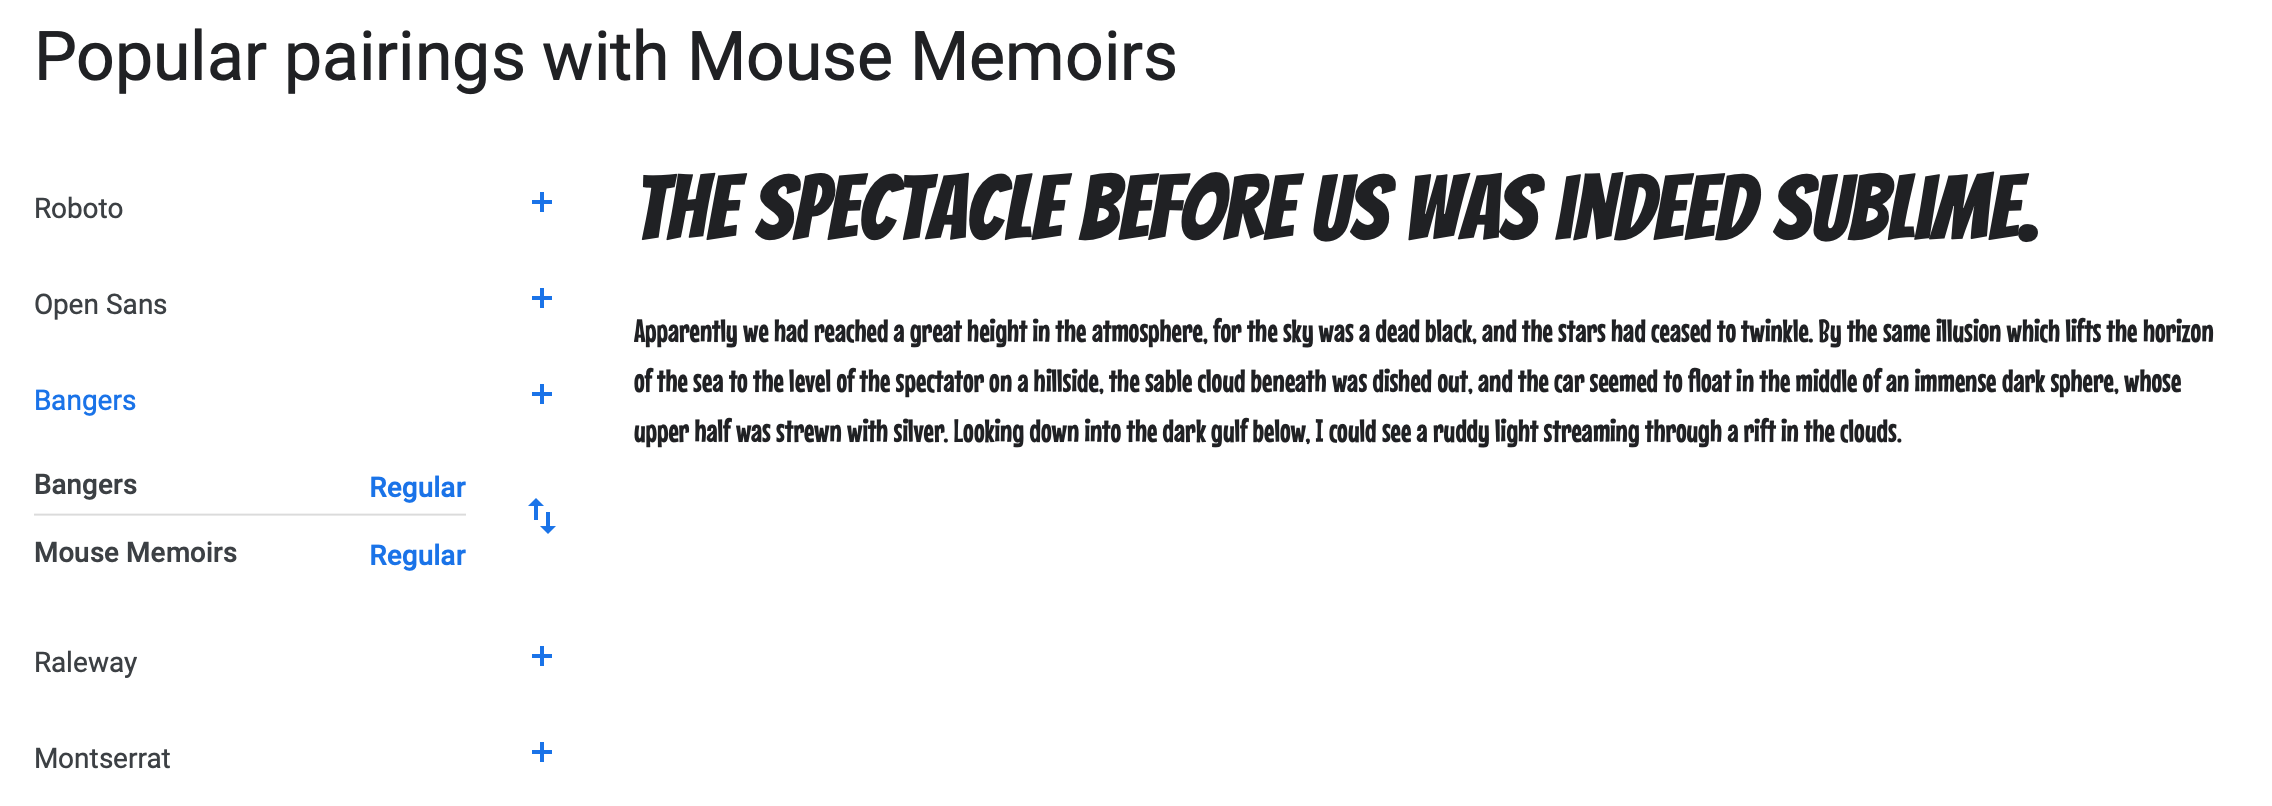 Popular pairings with Mouse Memoirs
Roboto
Open Sans
Bangers
Bangers Regular
Mouse Memoirs Regular
Raleway
Montserrat
THE SPECTACLE BEFORE US WAS INDEED SUBLIME.
Apparently we had reached a great height in the atmosphere, for the sky was a dead black, and the stars had ceased to twinkle. By the same illusion which lifts the horizon
of the sea to the level of the spectator on a hillside, the sable cloud beneath was dished out, and the car seemed to float in the middle of an immense dark sphere, whose
upper half was strewn with silver. Looking down into the dark gulf below, I could see a ruddy light streaming through a rift in the clouds.